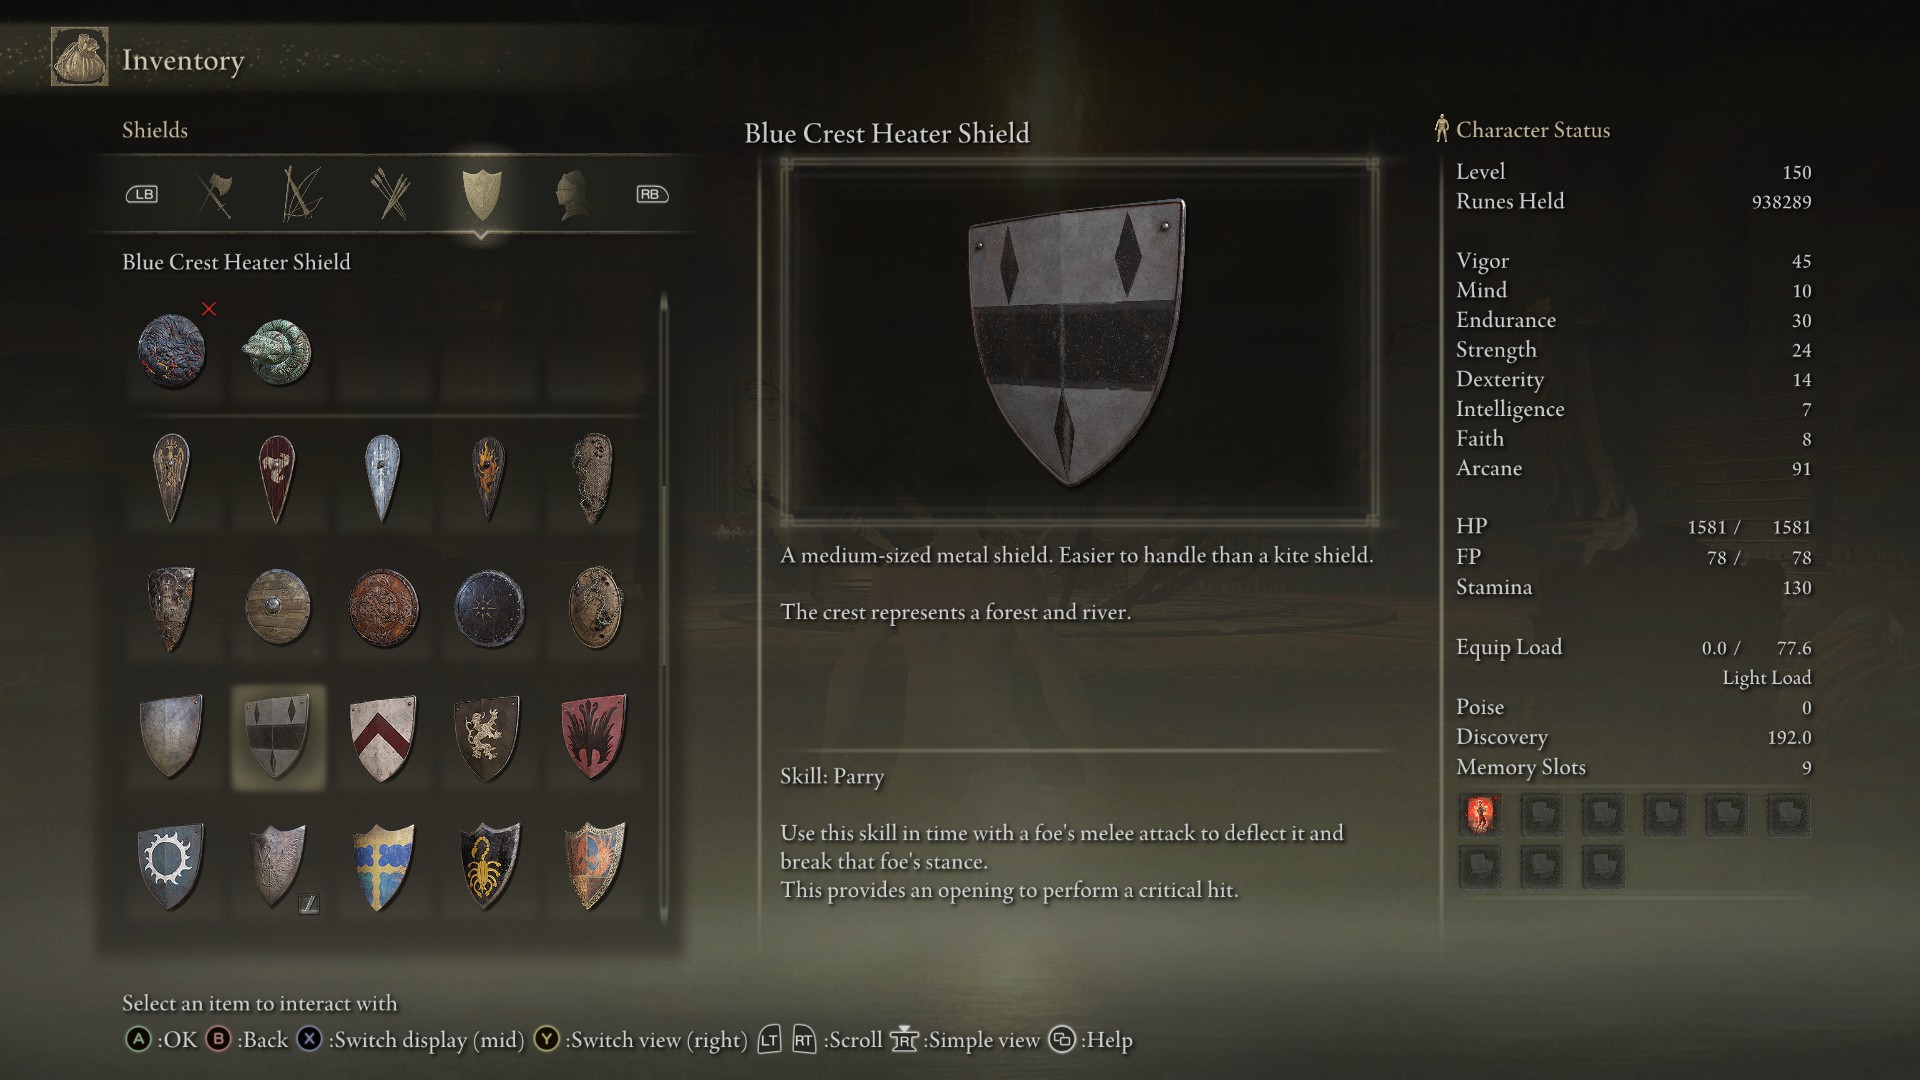 Inventory
Shields
LB
RB
Blue Crest Heater Shield
Blue Crest Heater Shield
A medium-sized metal shield. Easier to handle than a kite shield.
The crest represents a forest and river.
Skill: Parry
Use this skill in time with a foe's melee attack to deflect it and
break that foe's stance.
This provides an opening to perform a critical hit.
Character Status
Level 150
Runes Held 938289
Vigor 45
Mind 10
Endurance 30
Strength 24
Dexterity 14
Intelligence 7
Faith 8
Arcane 91
HP 1581 / 1581
FP 78 / 78
Stamina 130
Equip Load 0.0 / 77.6
Light Load
Poise 0
Discovery 192.0
Memory Slots 9
Select an item to interact with
A :OK B :Back X :Switch display (mid) Y :Switch view (right) LT RT :Scroll R :Simple view :Help